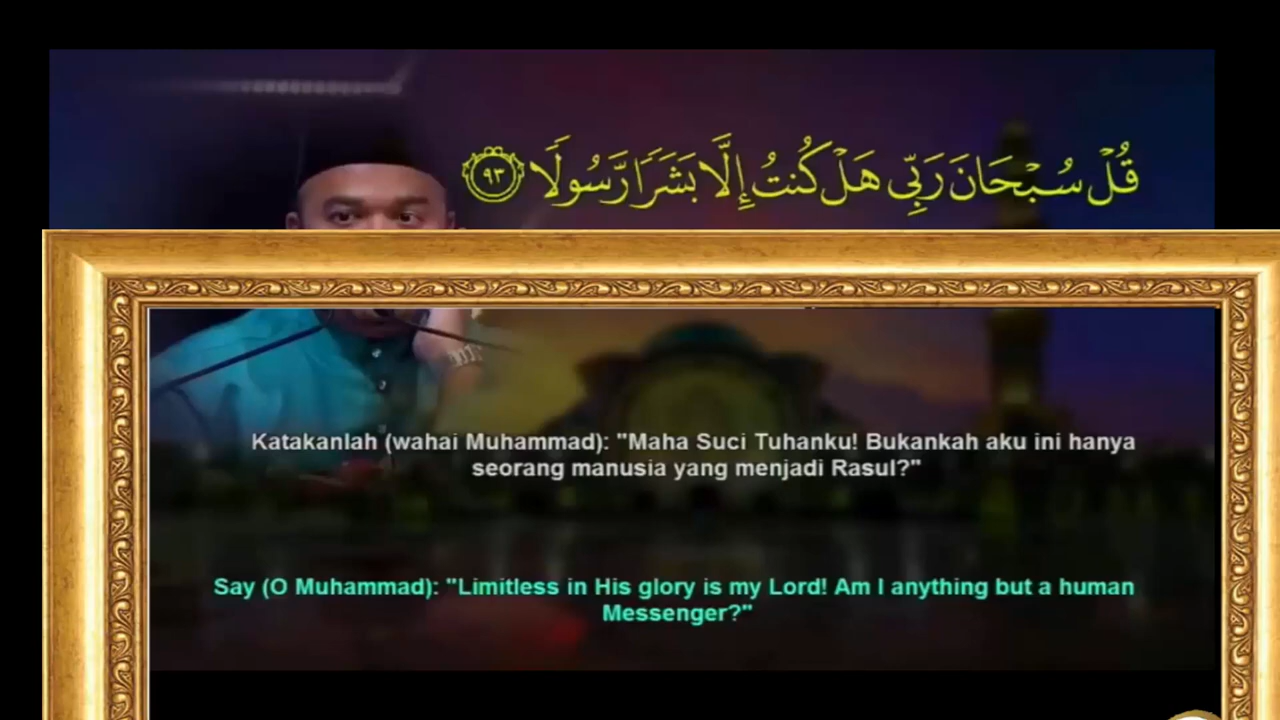 قُلْ سُبْحَانَ رَبِّي هَلْ كُنتُ إِلَّا بَشَرًا رَّسُولًا ٩٣
Katakanlah (wahai Muhammad): "Maha Suci Tuhanku! Bukankah aku ini hanya
seorang manusia yang menjadi Rasul?"
Say (O Muhammad): "Limitless in His glory is my Lord! Am I anything but a human
Messenger?"